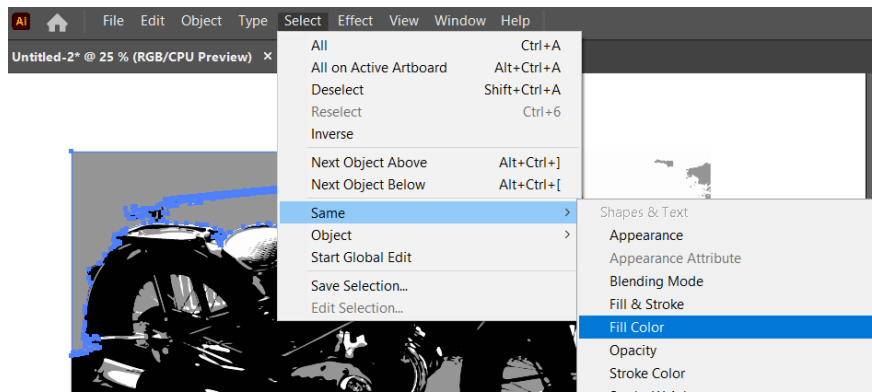 Ai File Edit Object Type Select Effect View Window Help
Untitled-2* @ 25 % (RGB/CPU Preview) ×
All Ctrl+A
All on Active Artboard Alt+Ctrl+A
Deselect Shift+Ctrl+A
Reselect Ctrl+6
Inverse
Next Object Above Alt+Ctrl+]
Next Object Below Alt+Ctrl+[
Same >
Object >
Start Global Edit
Save Selection...
Edit Selection...
Shapes & Text
Appearance
Appearance Attribute
Blending Mode
Fill & Stroke
Fill Color
Opacity
Stroke Color